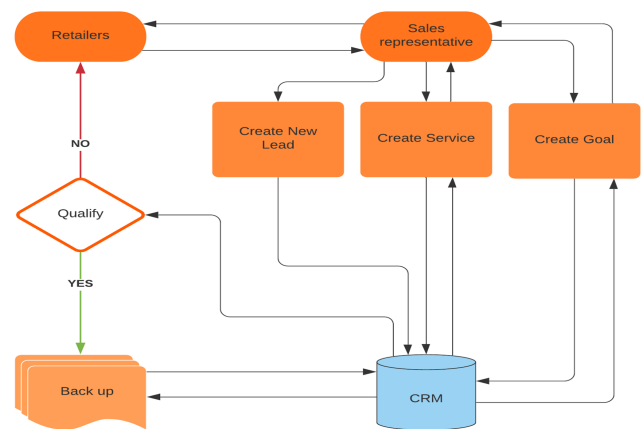 Retailers
Sales
representative
Create New
Lead
Create Service
Create Goal
NO
Qualify
YES
Back up
CRM